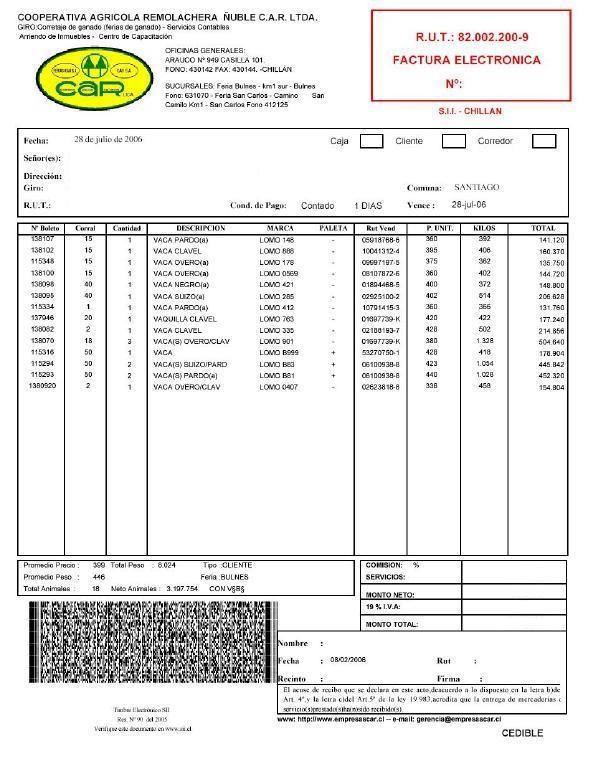 COOPERATIVA AGRICOLA REMOLACHERA ÑUBLE C.A.R. LTDA.
GIRO:Corretaje de ganado (ferias de ganado) - Servicios Contables
Arriendo de Inmuebles - Centro de Capacitación
OFICINAS GENERALES:
ARAUCO Nº 949 CASILLA 101
FONO: 430142 FAX: 430144. -CHILLÁN
SUCURSALES: Feria Bulnes - km1 sur - Bulnes
Fono: 631070 - Feria San Carlos - Camino San
Camilo Km1 - San Carlos Fono 412125
CAR LTDA.
R.U.T.: 82.002.200-9
FACTURA ELECTRONICA
Nº:
S.I.I. - CHILLAN
Fecha: 28 de julio de 2006 Caja Cliente Corredor
Señor(es):
Dirección:
Giro: Comuna: SANTIAGO
R.U.T.: Cond. de Pago: Contado 1 DIAS Vence : 28-jul-06
Nº Boleto Corral Cantidad DESCRIPCION MARCA PALETA Rut Vend P. UNIT. KILOS TOTAL
138107 15 1 VACA PARDO(a) LOMO 148 - 05918768-6 360 392 141.120
138102 15 1 VACA CLAVEL LOMO 888 - 10041312-4 395 406 160.370
115348 15 1 VACA OVERO(a) LOMO 178 - 09997197-5 375 362 135.750
138100 15 1 VACA OVERO(a) LOMO 0569 - 08107872-6 360 402 144.720
138098 40 1 VACA NEGRO(a) LOMO 421 - 01894468-5 400 372 148.800
138095 40 1 VACA SUIZO(a) LOMO 285 - 02925100-2 402 514 206.628
115334 1 1 VACA PARDO(a) LOMO 412 - 10791415-3 360 366 131.760
137946 20 1 VAQUILLA CLAVEL LOMO 763 - 01697739-K 420 422 177.240
138082 2 1 VACA CLAVEL LOMO 335 - 02188193-7 428 502 214.856
138070 18 3 VACA(S) OVERO/CLAV LOMO 901 - 01697739-K 380 1.328 504.640
115316 50 1 VACA LOMO B999 + 53270750-1 428 418 178.904
115294 50 2 VACA(S) SUIZO/PARD LOMO B83 + 06100938-8 423 1.054 445.842
115293 50 2 VACA(S) PARDO(a) LOMO B81 + 06100938-8 440 1.028 452.320
1380920 2 1 VACA OVERO/CLAV LOMO 0407 - 02623818-8 338 458 154.804
Promedio Precio : 399 Total Peso : 8.024 Tipo :CLIENTE
Promedio Peso : 446 Feria :BULNES
Total Animales : 18 Neto Animales : 3.197.754 CON V§B§
COMISION: %
SERVICIOS:
MONTO NETO:
19 % I.V.A:
MONTO TOTAL:
Nombre :
Fecha : 08/02/2006 Rut :
Recinto : Firma :
El acuse de recibo que se declara en este acto,deacuerdo a lo dispuesto en la letra b)de
Art. 4º,y la letra c)del Art.5º de la ley 19.983,acredita que la entrega de mercaderías o
servicio(s)prestado(s)ha(n)sido recibido(s).
Timbre Electrónico SII
Res. Nº 90 del 2005
Verifique este documento en www.sii.cl
www: http://www.empresascar.cl – e-mail: gerencia@empresascar.cl
CEDIBLE